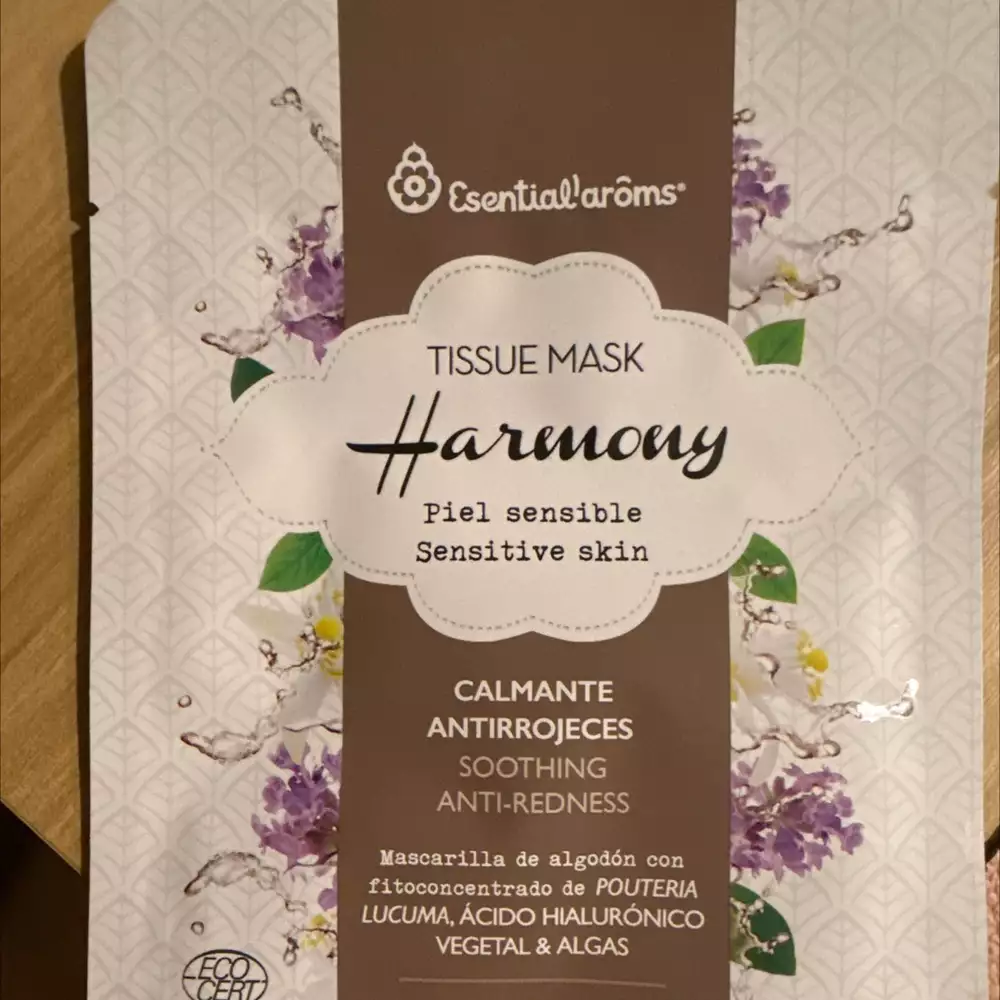 Esential'arôms®
TISSUE MASK
Harmony
Piel sensible
Sensitive skin
CALMANTE
ANTIRROJECES
SOOTHING
ANTI-REDNESS
Mascarilla de algodón con
fitoconcentrado de POUTERIA
LUCUMA, ÁCIDO HIALURÓNICO
VEGETAL & ALGAS
ECO
CERT